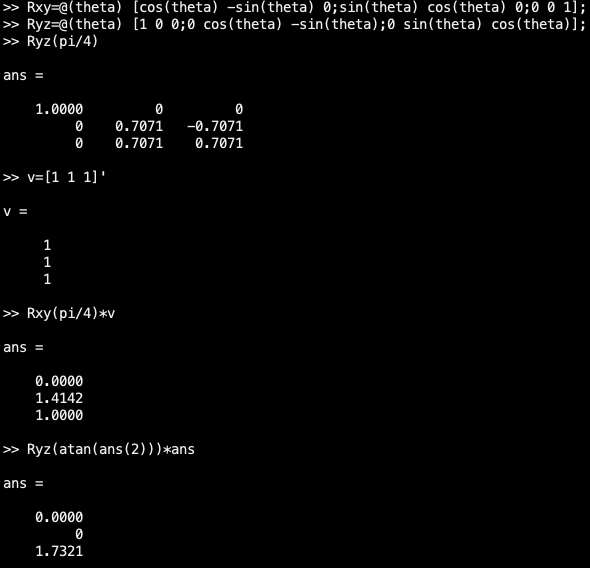 >> Rxy=@(theta) [cos(theta) -sin(theta) 0;sin(theta) cos(theta) 0;0 0 1];
>> Ryz=@(theta) [1 0 0;0 cos(theta) -sin(theta);0 sin(theta) cos(theta)];
>> Ryz(pi/4)
ans =
1.0000 0 0
0 0.7071 -0.7071
0 0.7071 0.7071
>> v=[1 1 1]'
v =
1
1
1
>> Rxy(pi/4)*v
ans =
0.0000
1.4142
1.0000
>> Ryz(atan(ans(2)))*ans
ans =
0.0000
0
1.7321